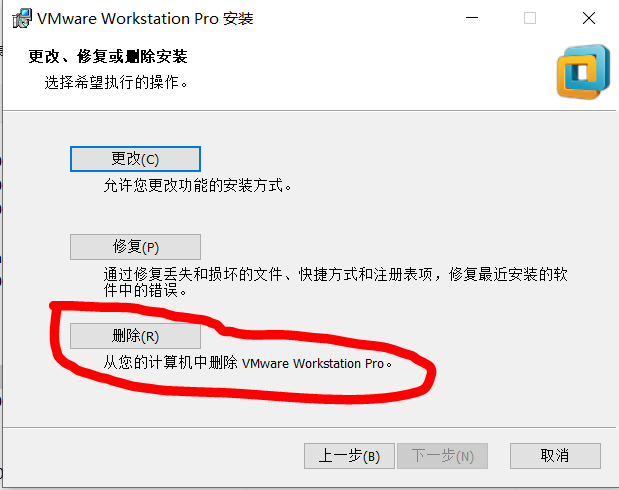 VMware Workstation Pro 安装
更改、修复或删除安装
选择希望执行的操作。
更改(C)
允许您更改功能的安装方式。
修复(P)
通过修复丢失和损坏的文件、快捷方式和注册表项，修复最近安装的软
件中的错误。
删除(R)
从您的计算机中删除 VMware Workstation Pro。
上一步(B) 下一步(N) 取消